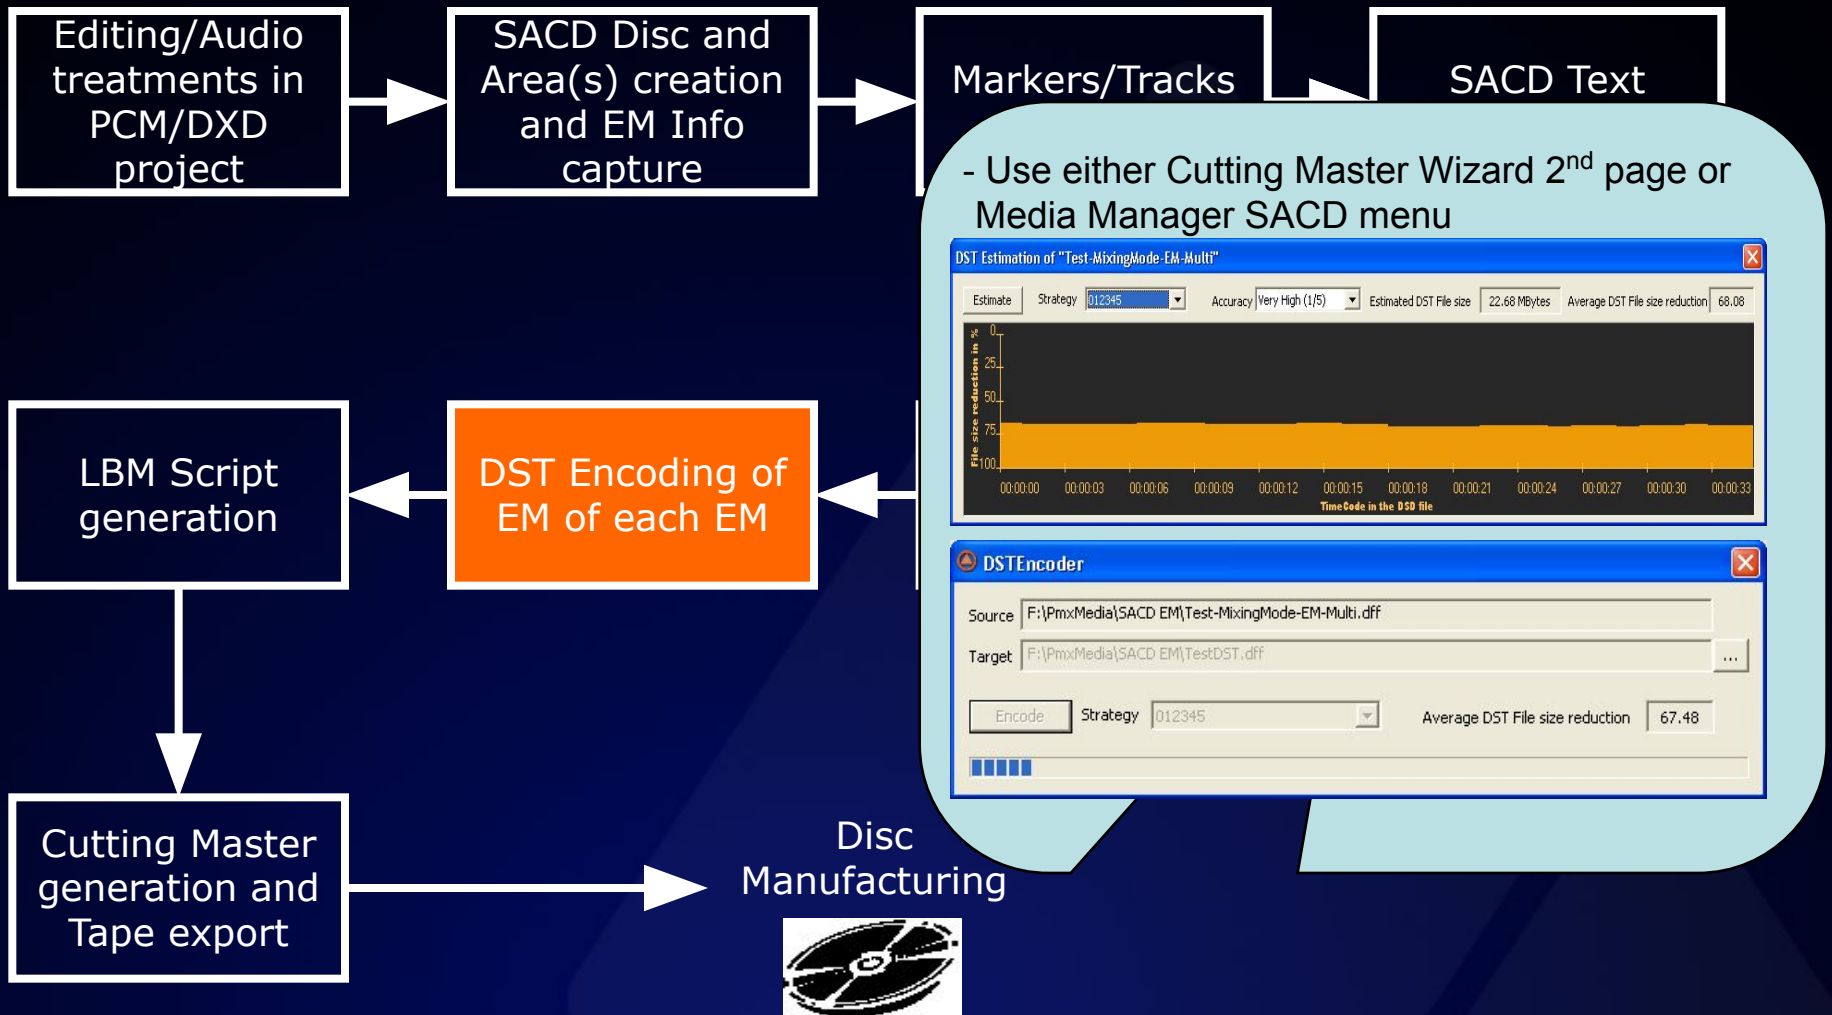 Editing/Audio
treatments in
PCM/DXD
project
SACD Disc and
Area(s) creation
and EM Info
capture
Markers/Tracks
SACD Text
- Use either Cutting Master Wizard 2nd page or
Media Manager SACD menu
DST Estimation of "Test-MixingMode-EM-Multi"
Estimate Strategy 012345 Accuracy Very High (1/5) Estimated DST File size 22.68 MBytes Average DST File size reduction 68.08
File size reduction in %
0
25
50
75
100
00:00:00 00:00:03 00:00:06 00:00:09 00:00:12 00:00:15 00:00:18 00:00:21 00:00:24 00:00:27 00:00:30 00:00:33
TimeCode in the DSD file
DSTEncoder
Source F:\PmxMedia\SACD EM\Test-MixingMode-EM-Multi.dff
Target F:\PmxMedia\SACD EM\TestDST.dff ...
Encode Strategy 012345 Average DST File size reduction 67.48
DST Encoding of
EM of each EM
LBM Script
generation
Cutting Master
generation and
Tape export
Disc
Manufacturing